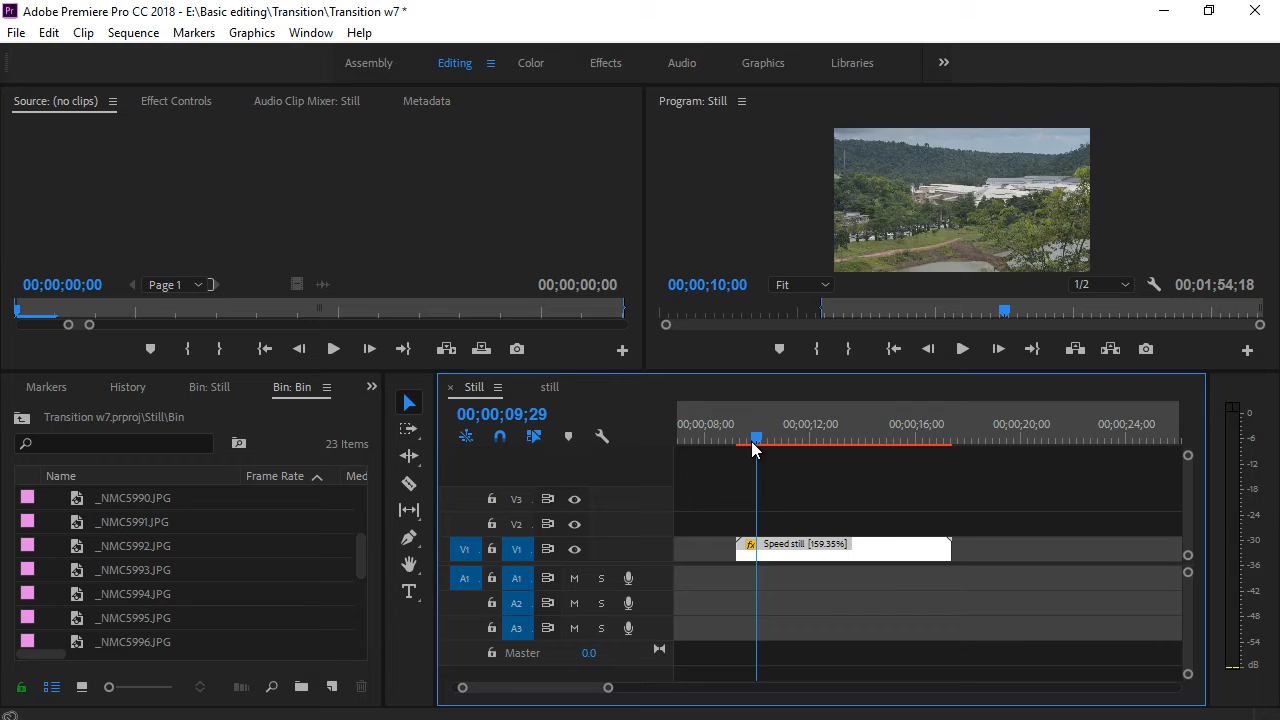 Pr Adobe Premiere Pro CC 2018 - E:\Basic editing\Transition\Transition w7 *
File Edit Clip Sequence Markers Graphics Window Help
Assembly Editing Color Effects Audio Graphics Libraries
Source: (no clips) Effect Controls Audio Clip Mixer: Still Metadata
Program: Still
00;00;00;00 Page 1 00;00;00;00
00;00;10;00 Fit 1/2 00;01;54;18
Markers History Bin: Still Bin: Bin
Transition w7.prproj\Still\Bin
23 Items
Name Frame Rate Med
_NMC5990.JPG
_NMC5991.JPG
_NMC5992.JPG
_NMC5993.JPG
_NMC5994.JPG
_NMC5995.JPG
_NMC5996.JPG
Still still
00;00;09;29
00;00;08;00 00;00;12;00 00;00;16;00 00;00;20;00 00;00;24;00
V3
V2
V1 V1 fx Speed still [159.35%]
A1 A1 M S
A2 M S
A3 M S
Master 0.0
0
-6
-12
-18
-24
-30
-36
-42
-48
-54
dB